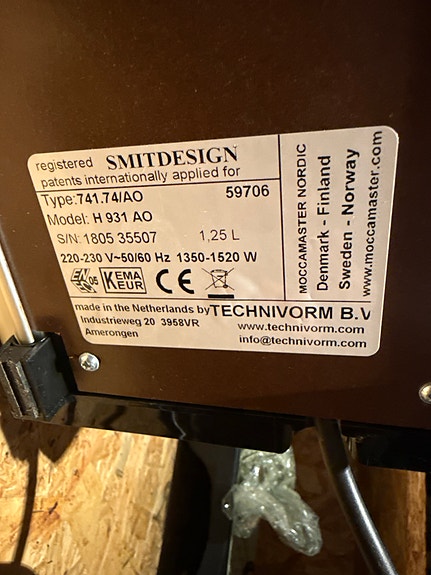 registered SMITDESIGN
patents internationally applied for
Type:741.74/AO 59706
Model: H 931 AO
S/N: 1805 35507 1,25 L
220-230 V~50/60 Hz 1350-1520 W
05
KEMA
KEUR
CE
made in the Netherlands by TECHNIVORM B.V
Industrieweg 20 3958VR www.technivorm.com
Amerongen info@technivorm.com
MOCCAMASTER NORDIC
Denmark - Finland
Sweden - Norway
www.moccamaster.com